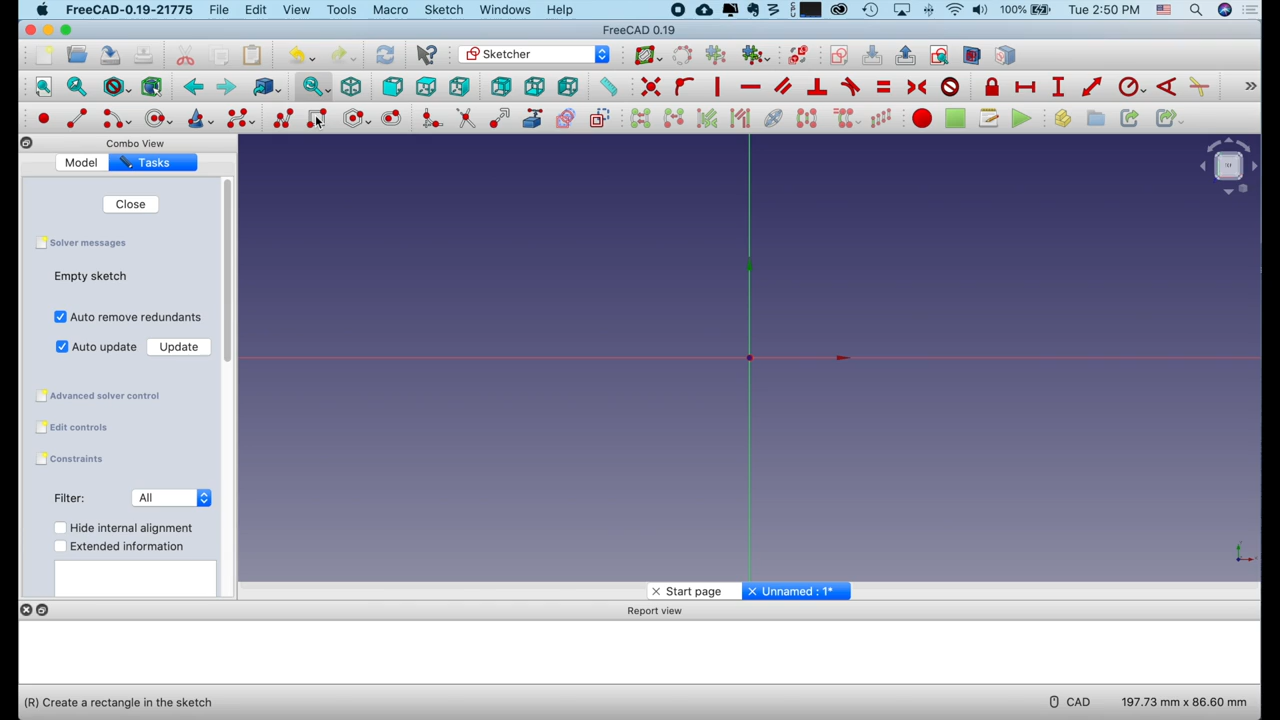 FreeCAD-0.19-21775 File Edit View Tools Macro Sketch Windows Help 100% Tue 2:50 PM
FreeCAD 0.19
Sketcher
Combo View
Model Tasks
Close
Solver messages
Empty sketch
Auto remove redundants
Auto update Update
Advanced solver control
Edit controls
Constraints
Filter: All
Hide internal alignment
Extended information
Start page Unnamed : 1*
Report view
(R) Create a rectangle in the sketch CAD 197.73 mm x 86.60 mm